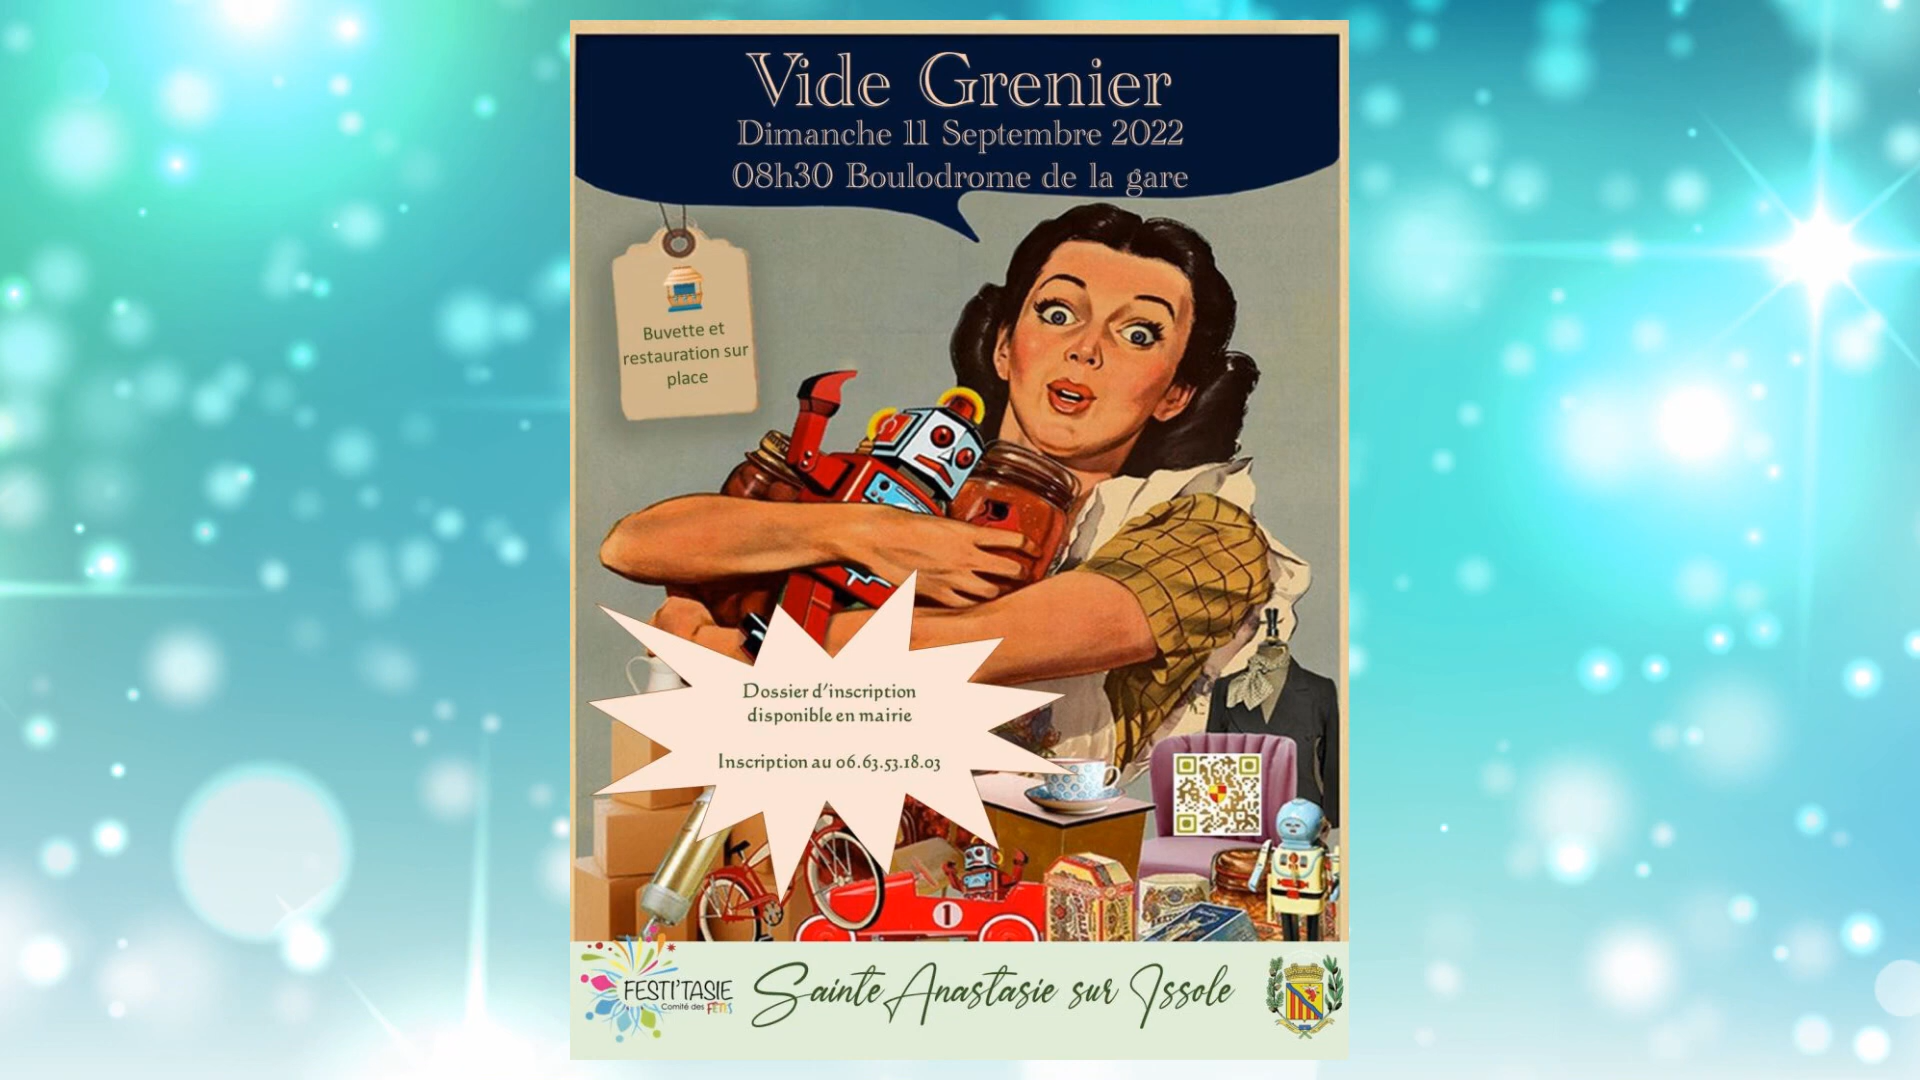 Vide Grenier
Dimanche 11 Septembre 2022
08h30 Boulodrome de la gare
Buvette et
restauration sur
place
Dossier d'inscription
disponible en mairie
Inscription au 06.63.53.18.03
1
FESTI'TASIE
Comité des FÊTES
Sainte Anastasie sur Issole